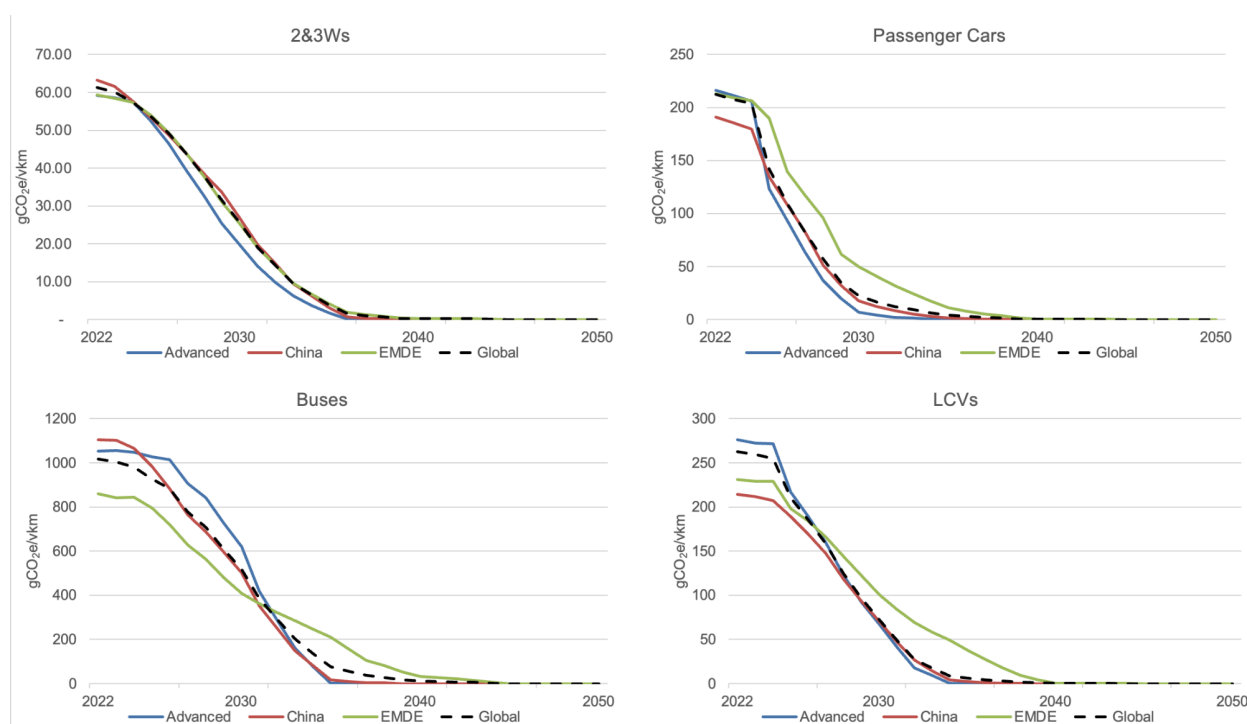 2&3Ws
70.00
60.00
50.00
40.00
30.00
20.00
10.00
-
gCO₂e/vkm
2022 2030 2040 2050
Advanced China EMDE Global
Passenger Cars
250
200
150
100
50
0
gCO₂e/vkm
2022 2030 2040 2050
Advanced China EMDE Global
Buses
1200
1000
800
600
400
200
0
gCO₂e/vkm
2022 2030 2040 2050
Advanced China EMDE Global
LCVs
300
250
200
150
100
50
0
gCO₂e/vkm
2022 2030 2040 2050
Advanced China EMDE Global